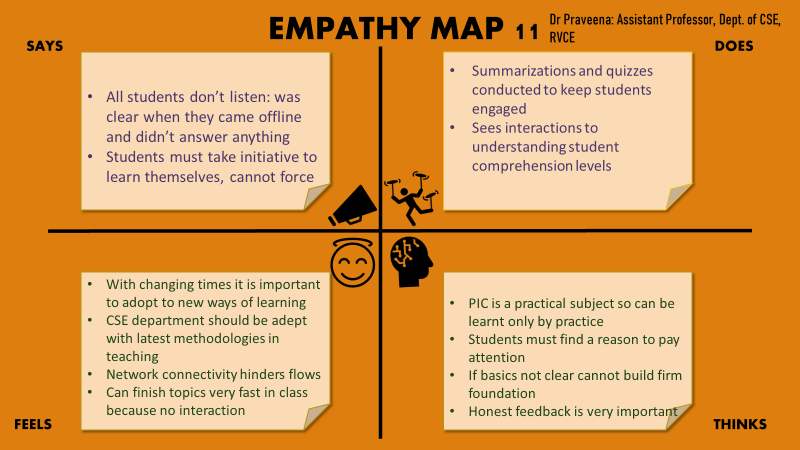 EMPATHY MAP 11
Dr Praveena: Assistant Professor, Dept. of CSE,
RVCE
SAYS
DOES
• All students don't listen: was
clear when they came offline
and didn't answer anything
• Students must take initiative to
learn themselves, cannot force
• Summarizations and quizzes
conducted to keep students
engaged
• Sees interactions to
understanding student
comprehension levels
• With changing times it is important
to adopt to new ways of learning
• CSE department should be adept
with latest methodologies in
teaching
• Network connectivity hinders flows
• Can finish topics very fast in class
because no interaction
• PIC is a practical subject so can be
learnt only by practice
• Students must find a reason to pay
attention
• If basics not clear cannot build firm
foundation
• Honest feedback is very important
FEELS
THINKS